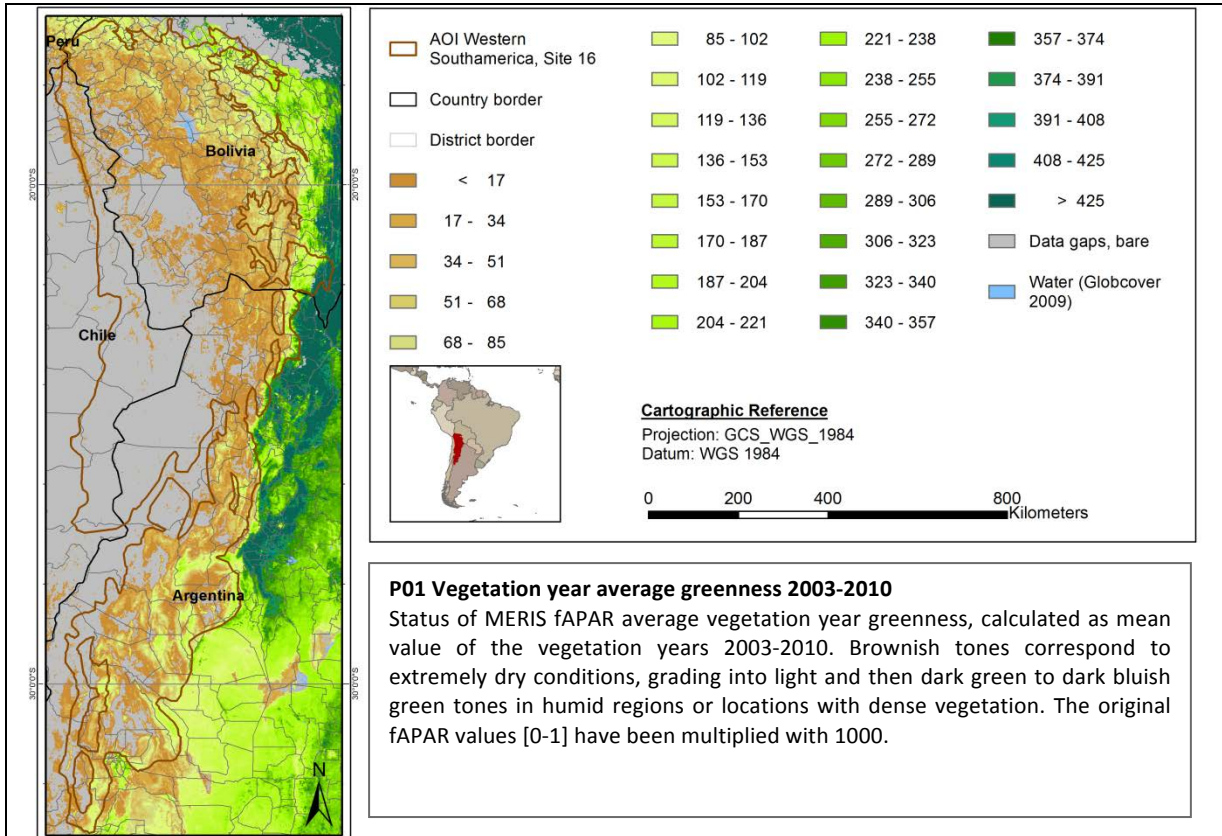 Peru
Bolivia
Chile
Argentina
20°0'0"S
20°0'0"S
30°0'0"S
30°0'0"S
N
AOI Western
Southamerica, Site 16
Country border
District border
< 17
17 - 34
34 - 51
51 - 68
68 - 85
85 - 102
102 - 119
119 - 136
136 - 153
153 - 170
170 - 187
187 - 204
204 - 221
221 - 238
238 - 255
255 - 272
272 - 289
289 - 306
306 - 323
323 - 340
340 - 357
357 - 374
374 - 391
391 - 408
408 - 425
> 425
Data gaps, bare
Water (Globcover
2009)
Cartographic Reference
Projection: GCS_WGS_1984
Datum: WGS 1984
0 200 400 800
Kilometers
P01 Vegetation year average greenness 2003-2010
Status of MERIS fAPAR average vegetation year greenness, calculated as mean
value of the vegetation years 2003-2010. Brownish tones correspond to
extremely dry conditions, grading into light and then dark green to dark bluish
green tones in humid regions or locations with dense vegetation. The original
fAPAR values [0-1] have been multiplied with 1000.